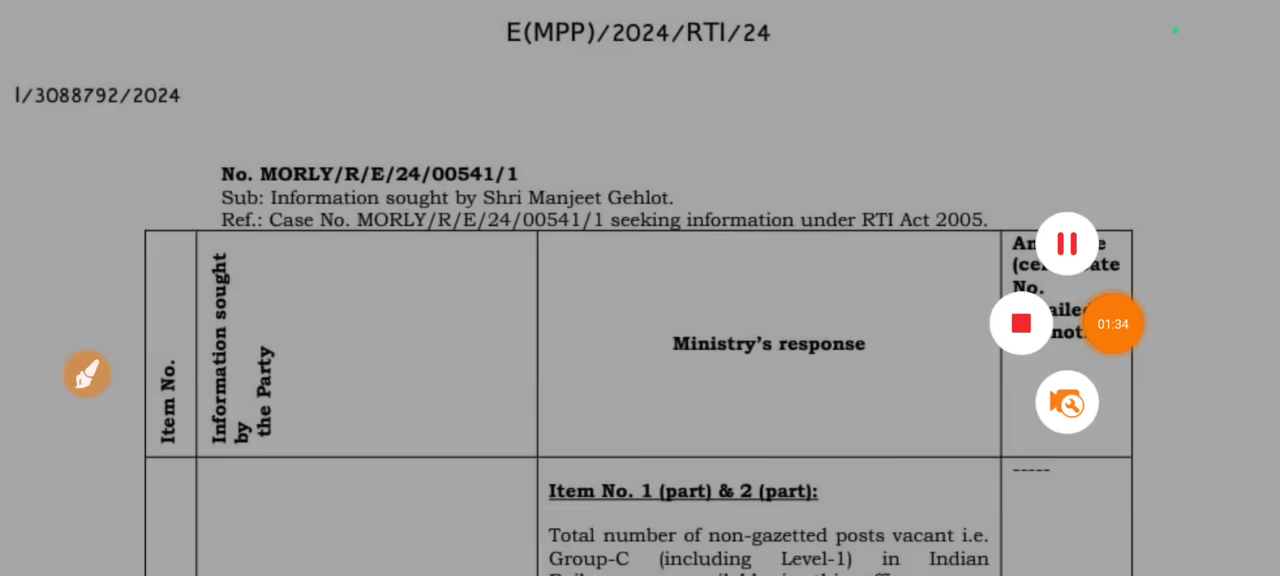 E(MPP)/2024/RTI/24
I/3088792/2024
No. MORLY/R/E/24/00541/1
Sub: Information sought by Shri Manjeet Gehlot.
Ref.: Case No. MORLY/R/E/24/00541/1 seeking information under RTI Act 2005.
Item No.
Information sought
by
the Party
Ministry's response
No.
01:34
-----
Item No. 1 (part) & 2 (part):
Total number of non-gazetted posts vacant i.e.
Group-C (including Level-1) in Indian